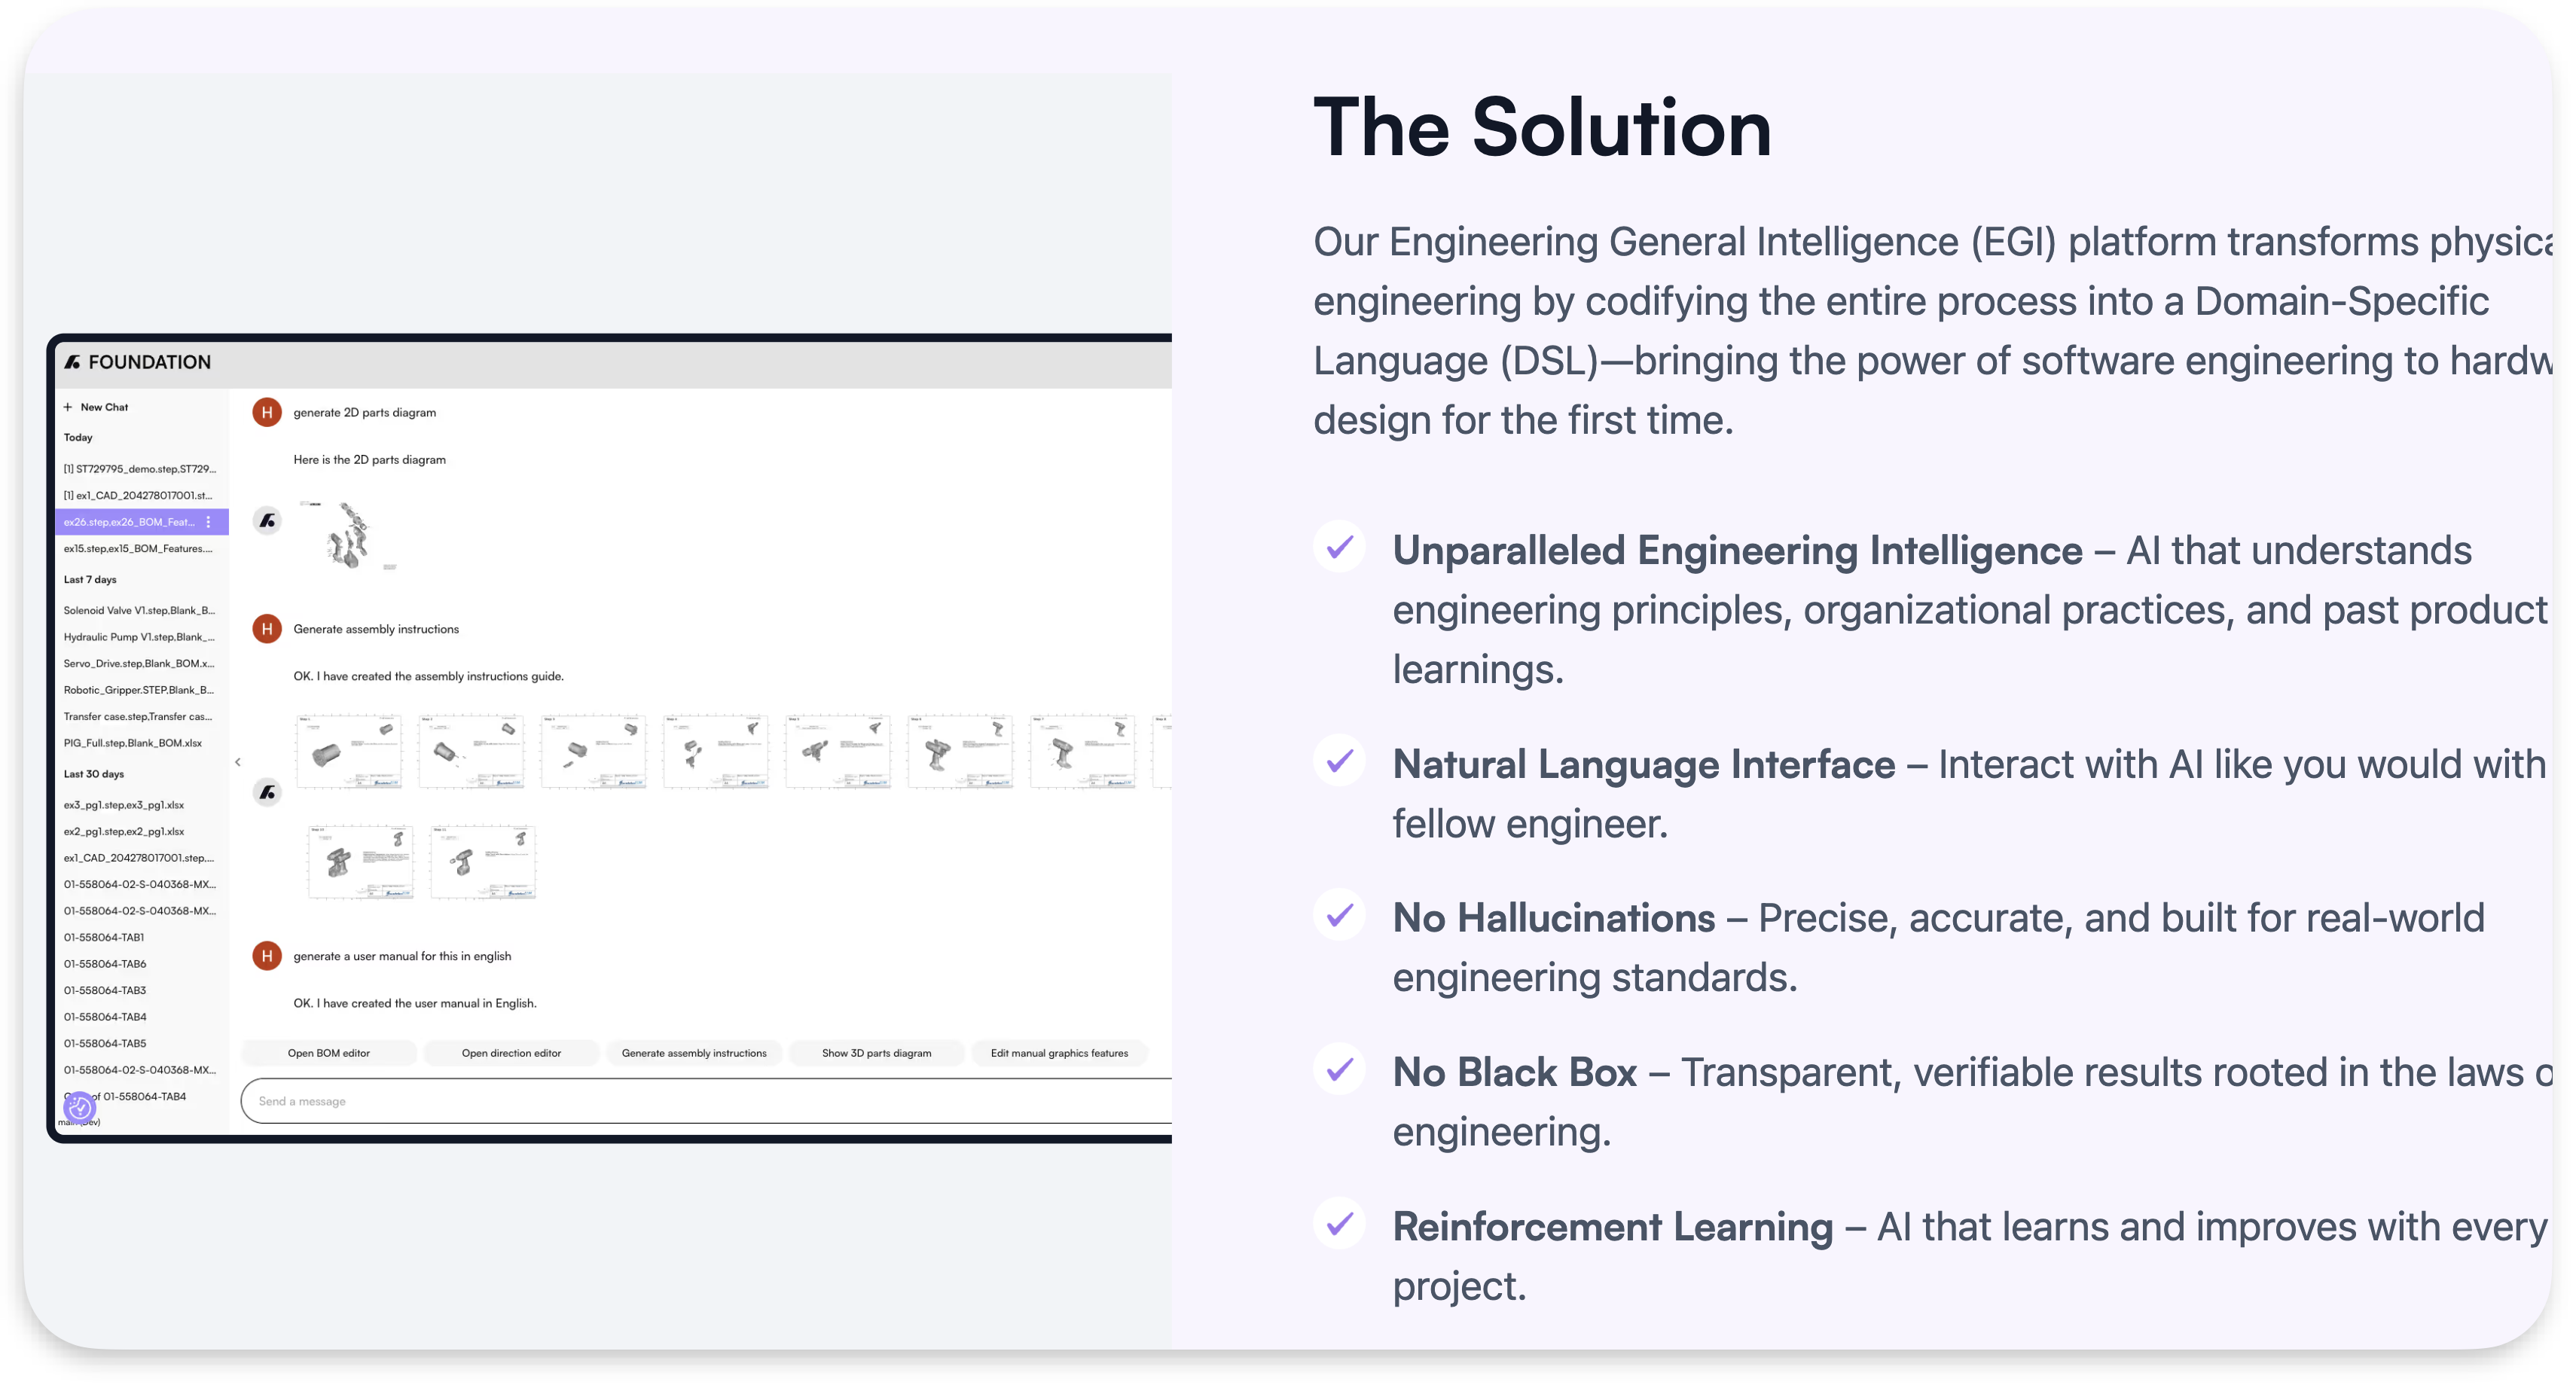 FOUNDATION
New Chat
Today
[1] ST729795_demo.step,ST729...
[1] ex1_CAD_204278017001.st...
ex26.step,ex26_BOM_Feat...
ex15.step,ex15_BOM_Features....
Last 7 days
Solenoid Valve V1.step,Blank_B...
Hydraulic Pump V1.step,Blank_...
Servo_Drive.step,Blank_BOM.x...
Robotic_Gripper.STEP,Blank_B...
Transfer case.step,Transfer cas...
PIG_Full.step,Blank_BOM.xlsx
Last 30 days
ex3_pg1.step,ex3_pg1.xlsx
ex2_pg1.step,ex2_pg1.xlsx
ex1_CAD_204278017001.step,...
01-558064-02-S-040368-MX...
01-558064-02-S-040368-MX...
01-558064-TAB1
01-558064-TAB6
01-558064-TAB3
01-558064-TAB4
01-558064-TAB5
01-558064-02-S-040368-MX...
of 01-558064-TAB4
H generate 2D parts diagram
Here is the 2D parts diagram
H Generate assembly instructions
OK. I have created the assembly instructions guide.
H generate a user manual for this in english
OK. I have created the user manual in English.
Open BOM editor
Open direction editor
Generate assembly instructions
Show 3D parts diagram
Edit manual graphics features
Send a message
The Solution
Our Engineering General Intelligence (EGI) platform transforms physica
engineering by codifying the entire process into a Domain-Specific
Language (DSL)—bringing the power of software engineering to hardw
design for the first time.
Unparalleled Engineering Intelligence – AI that understands
engineering principles, organizational practices, and past product
learnings.
Natural Language Interface – Interact with AI like you would with
fellow engineer.
No Hallucinations – Precise, accurate, and built for real-world
engineering standards.
No Black Box – Transparent, verifiable results rooted in the laws o
engineering.
Reinforcement Learning – AI that learns and improves with every
project.